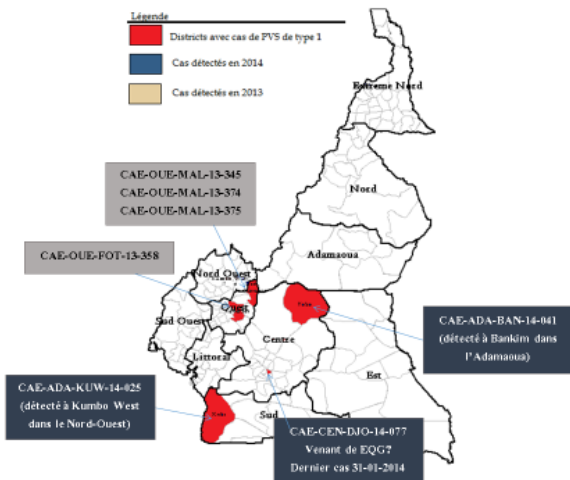 Légende
Districts avec cas de PVS de type 1
Cas détectés en 2014
Cas détectés en 2013
Extreme Nord
CAE-OUE-MAL-13-345
CAE-OUE-MAL-13-374
CAE-OUE-MAL-13-375
Nord
CAE-OUE-FOT-13-358
Adamaoua
Nord Ouest
Ouest
Sud Ouest
CAE-ADA-BAN-14-041
(détecté à Bankim dans
l'Adamaoua)
Centre
Littoral
Est
CAE-ADA-KUW-14-025
(détecté à Kumbo West
dans le Nord-Ouest)
Sud
CAE-CEN-DJO-14-077
Venant de EQG?
Dernier cas 31-01-2014